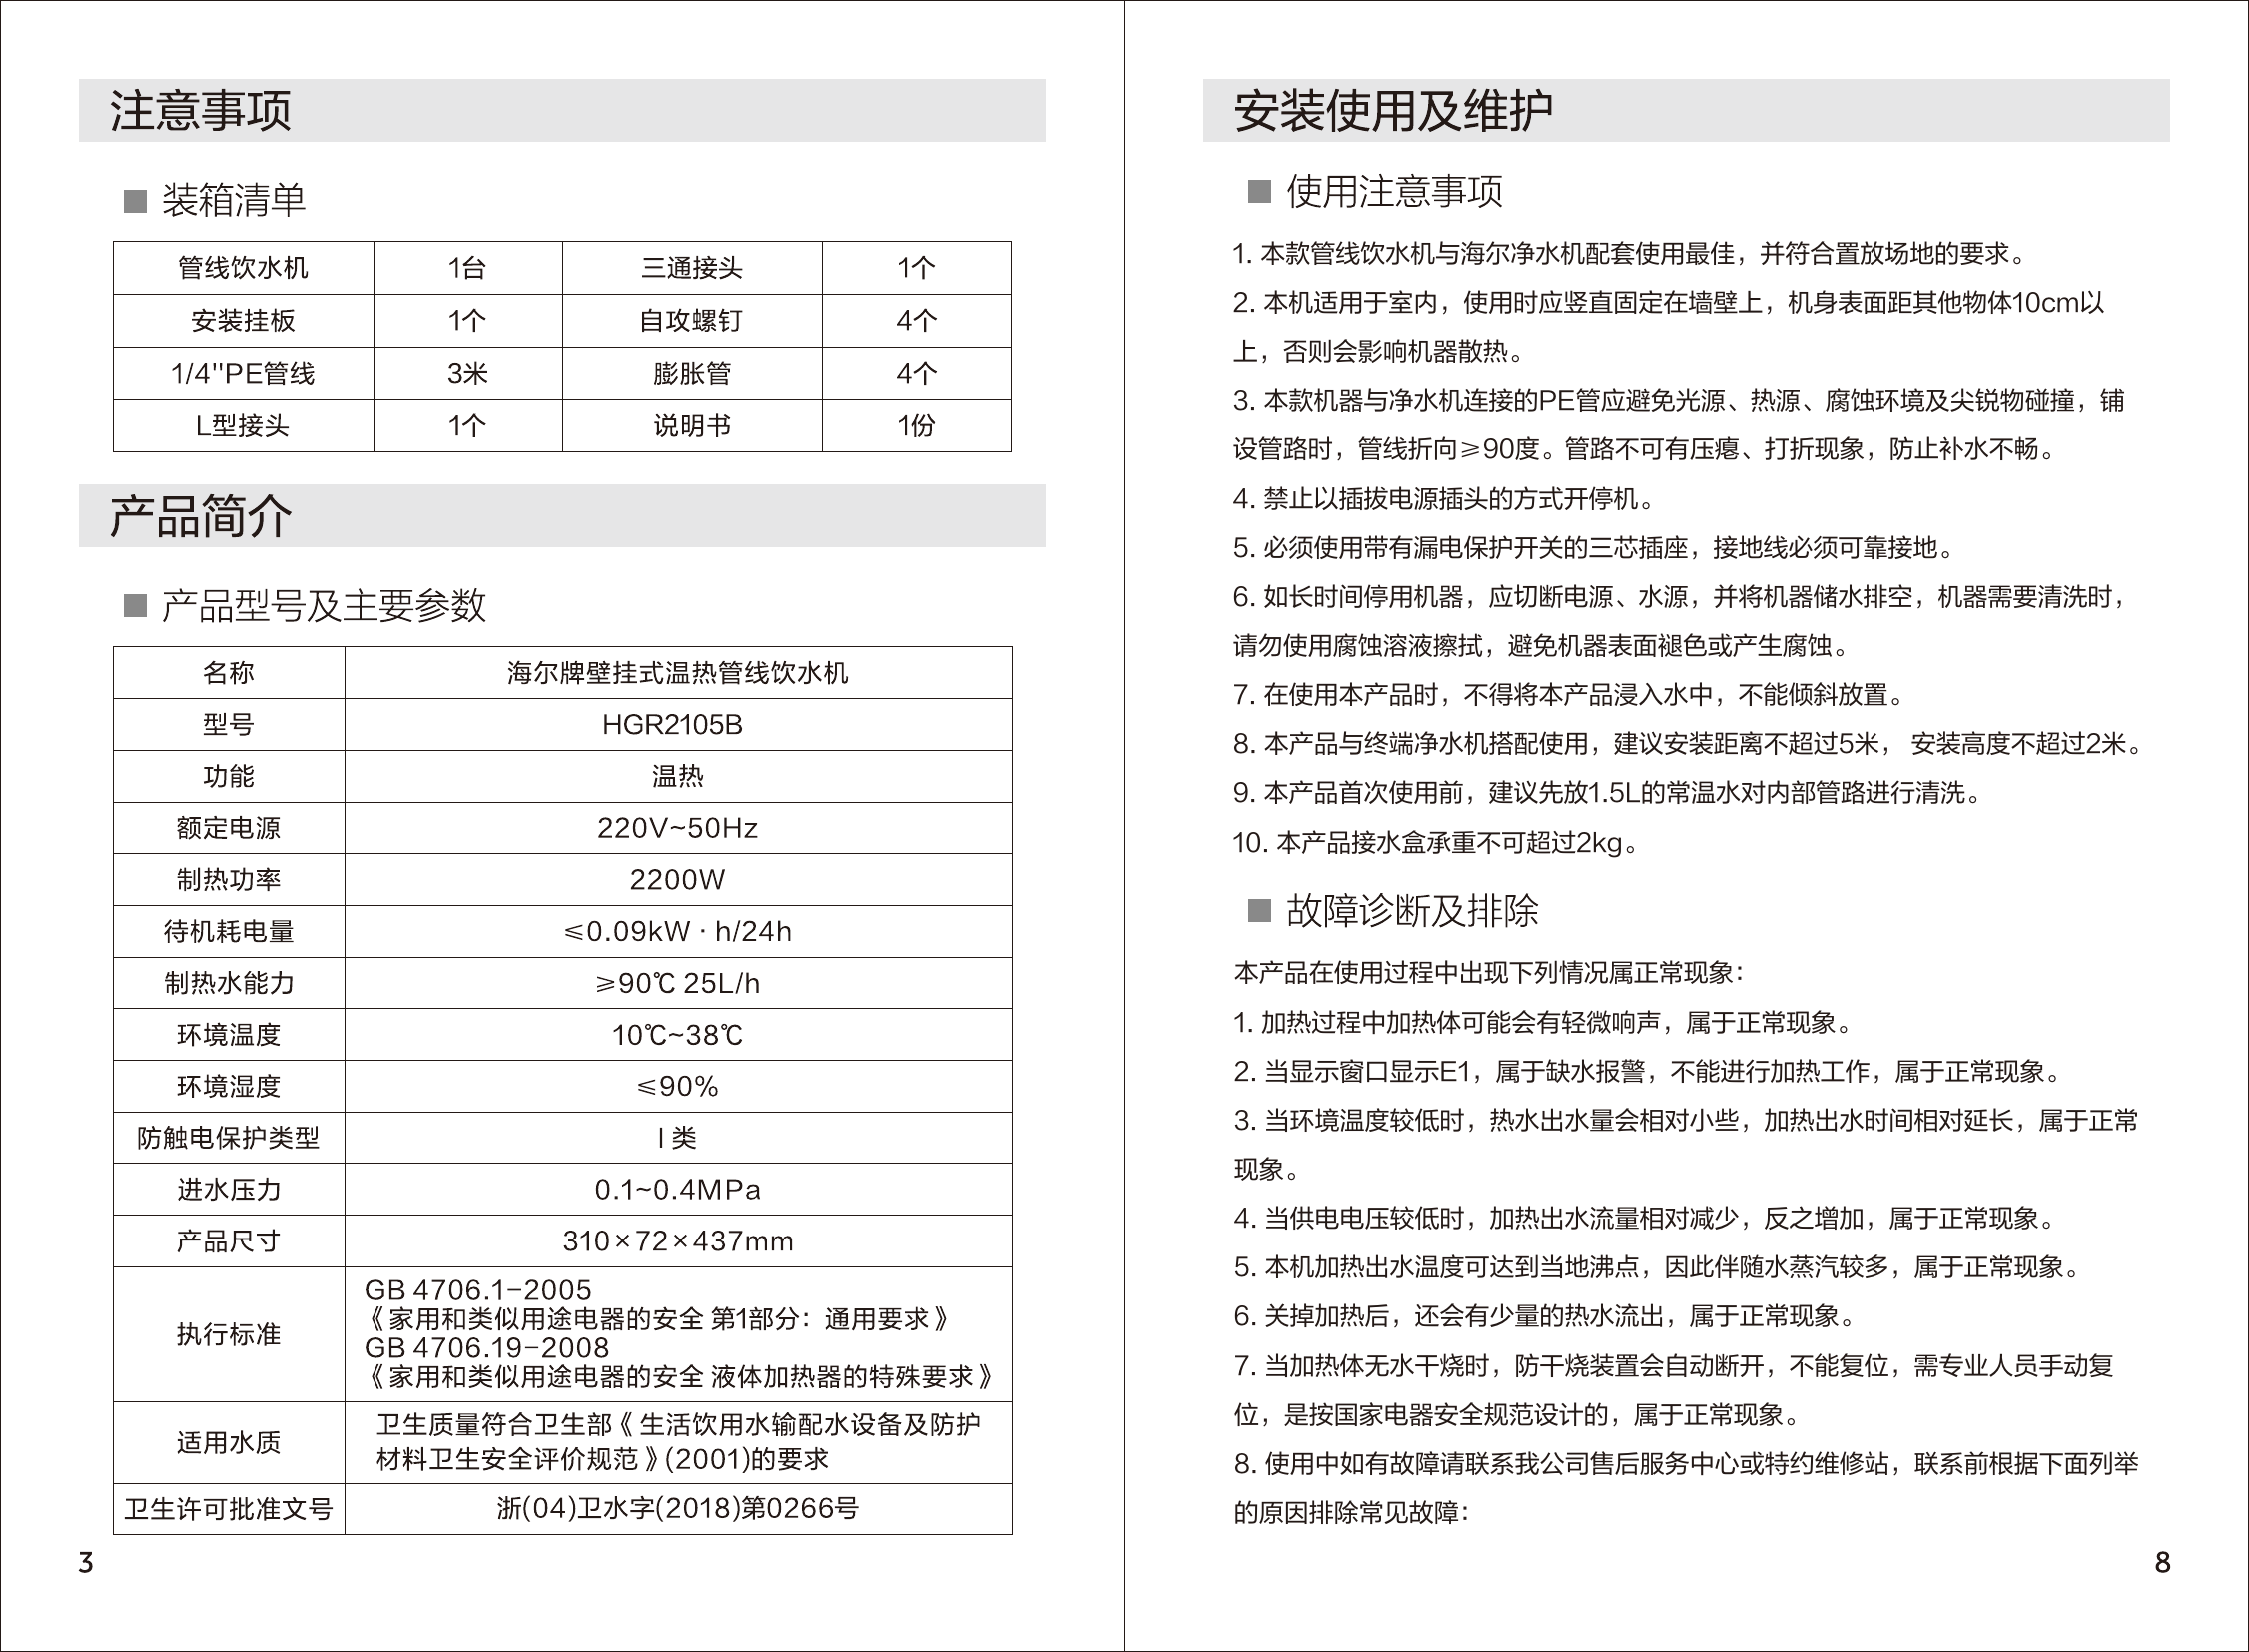 注意事项
■ 装箱清单
管线饮水机 1台 三通接头 1个
安装挂板 1个 自攻螺钉 4个
1/4"PE管线 3米 膨胀管 4个
L型接头 1个 说明书 1份
产品简介
■ 产品型号及主要参数
名称 海尔牌壁挂式温热管线饮水机
型号 HGR2105B
功能 温热
额定电源 220V~50Hz
制热功率 2200W
待机耗电量 ≤0.09kW · h/24h
制热水能力 ≥90℃ 25L/h
环境温度 10℃~38℃
环境湿度 ≤90%
防触电保护类型 I 类
进水压力 0.1~0.4MPa
产品尺寸 310×72×437mm
执行标准
GB 4706.1-2005
《家用和类似用途电器的安全 第1部分：通用要求》
GB 4706.19-2008
《家用和类似用途电器的安全 液体加热器的特殊要求》
适用水质
卫生质量符合卫生部《生活饮用水输配水设备及防护
材料卫生安全评价规范》(2001)的要求
卫生许可批准文号 浙(04)卫水字(2018)第0266号
3
安装使用及维护
■ 使用注意事项
1. 本款管线饮水机与海尔净水机配套使用最佳，并符合置放场地的要求。
2. 本机适用于室内，使用时应竖直固定在墙壁上，机身表面距其他物体10cm以
上，否则会影响机器散热。
3. 本款机器与净水机连接的PE管应避免光源、热源、腐蚀环境及尖锐物碰撞，铺
设管路时，管线折向≥90度。管路不可有压瘪、打折现象，防止补水不畅。
4. 禁止以插拔电源插头的方式开停机。
5. 必须使用带有漏电保护开关的三芯插座，接地线必须可靠接地。
6. 如长时间停用机器，应切断电源、水源，并将机器储水排空，机器需要清洗时，
请勿使用腐蚀溶液擦拭，避免机器表面褪色或产生腐蚀。
7. 在使用本产品时，不得将本产品浸入水中，不能倾斜放置。
8. 本产品与终端净水机搭配使用，建议安装距离不超过5米， 安装高度不超过2米。
9. 本产品首次使用前，建议先放1.5L的常温水对内部管路进行清洗。
10. 本产品接水盒承重不可超过2kg。
■ 故障诊断及排除
本产品在使用过程中出现下列情况属正常现象：
1. 加热过程中加热体可能会有轻微响声，属于正常现象。
2. 当显示窗口显示E1，属于缺水报警，不能进行加热工作，属于正常现象。
3. 当环境温度较低时，热水出水量会相对小些，加热出水时间相对延长，属于正常
现象。
4. 当供电电压较低时，加热出水流量相对减少，反之增加，属于正常现象。
5. 本机加热出水温度可达到当地沸点，因此伴随水蒸汽较多，属于正常现象。
6. 关掉加热后，还会有少量的热水流出，属于正常现象。
7. 当加热体无水干烧时，防干烧装置会自动断开，不能复位，需专业人员手动复
位，是按国家电器安全规范设计的，属于正常现象。
8. 使用中如有故障请联系我公司售后服务中心或特约维修站，联系前根据下面列举
的原因排除常见故障：
8